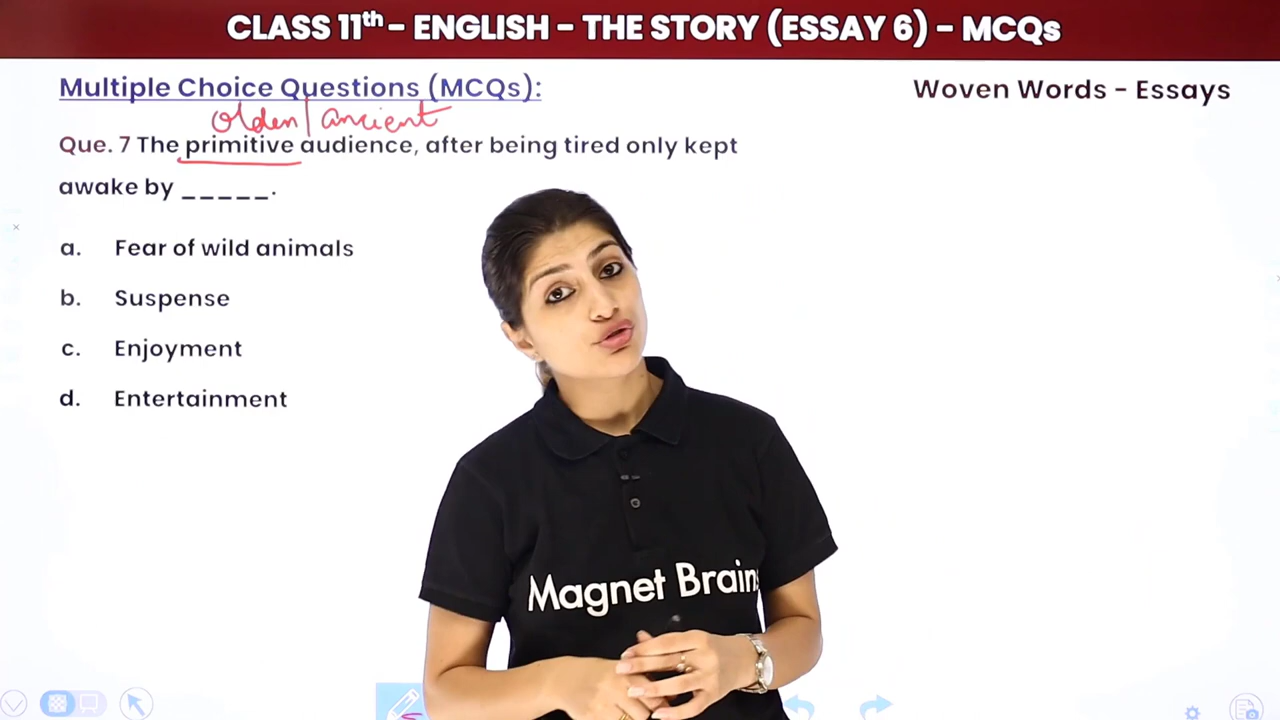 CLASS 11th - ENGLISH - THE STORY (ESSAY 6) - MCQs
Multiple Choice Questions (MCQs):
Woven Words - Essays
Olden / ancient
Que. 7 The primitive audience, after being tired only kept
awake by _____.
a. Fear of wild animals
b. Suspense
c. Enjoyment
d. Entertainment
Magnet Brains